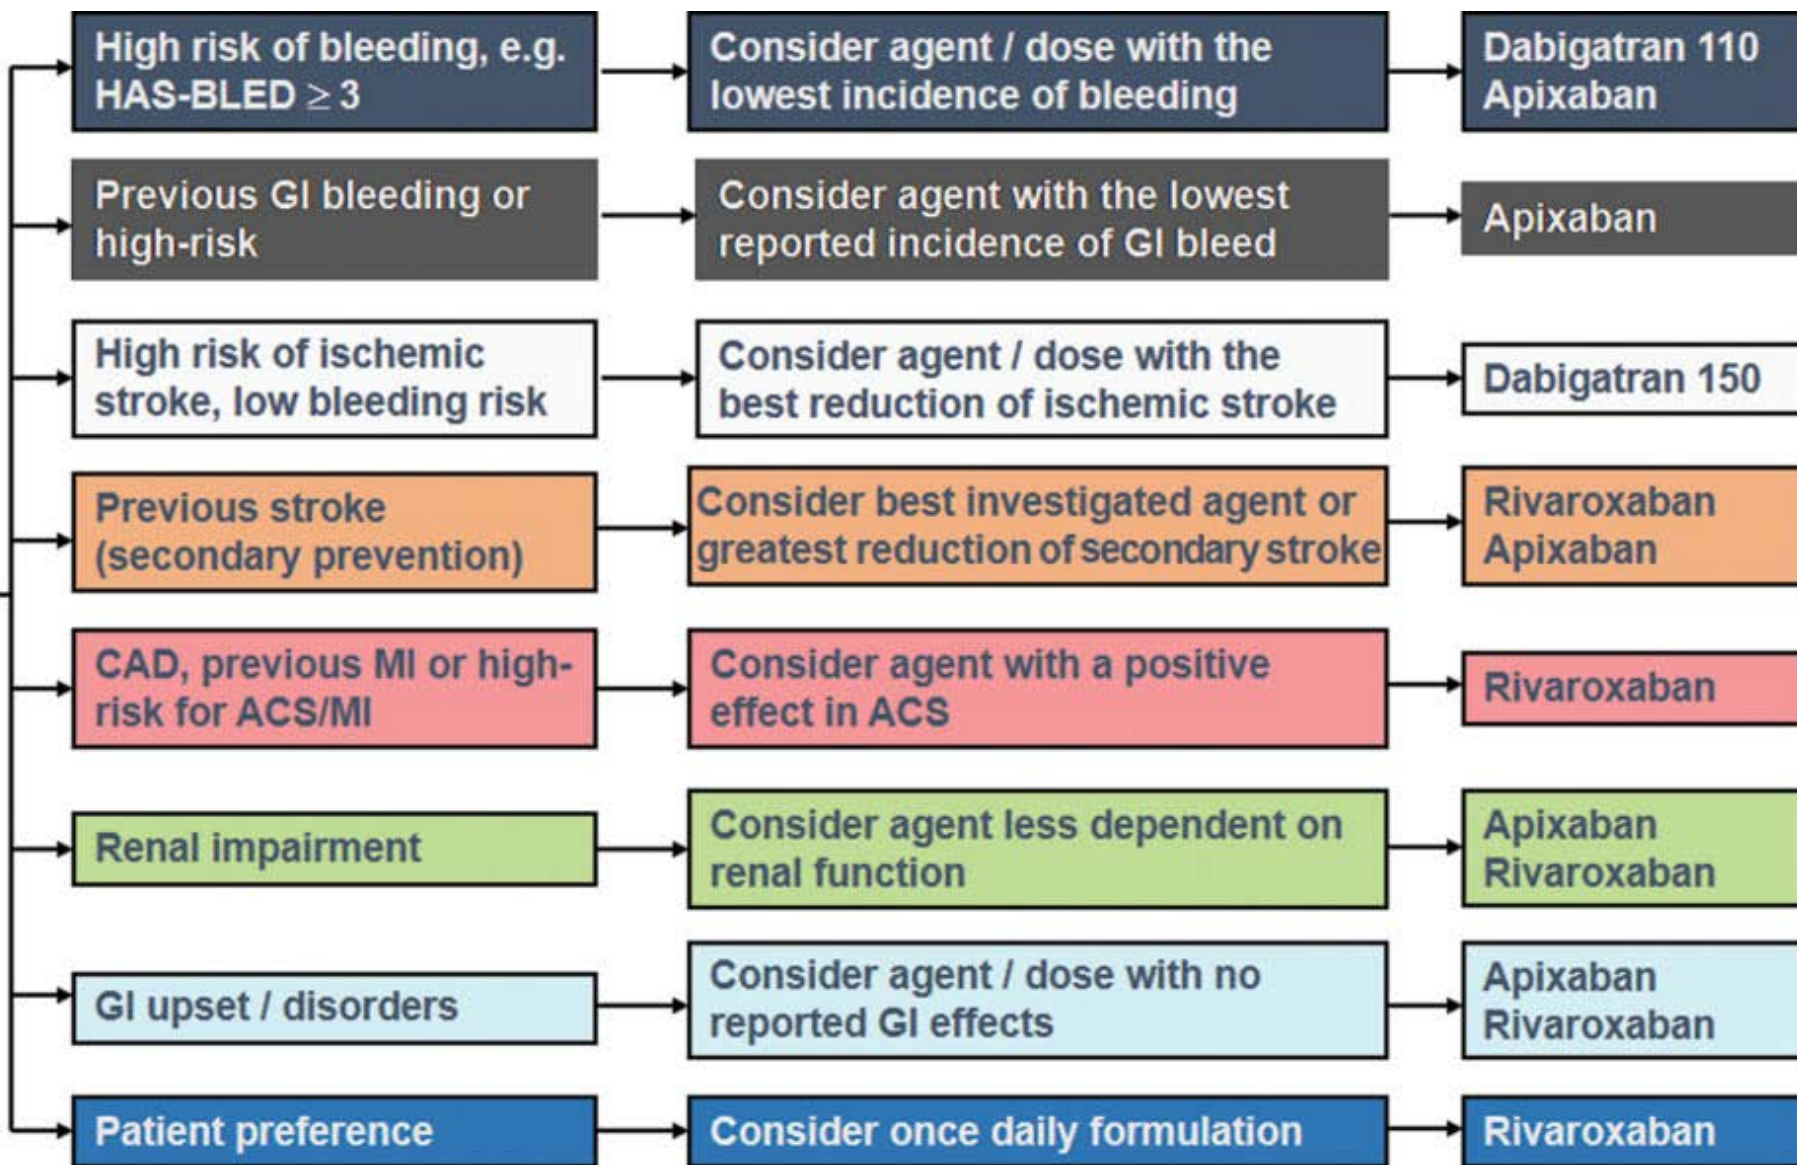 High risk of bleeding, e.g.
HAS-BLED ≥ 3
Consider agent / dose with the
lowest incidence of bleeding
Dabigatran 110
Apixaban
Previous GI bleeding or
high-risk
Consider agent with the lowest
reported incidence of GI bleed
Apixaban
High risk of ischemic
stroke, low bleeding risk
Consider agent / dose with the
best reduction of ischemic stroke
Dabigatran 150
Previous stroke
(secondary prevention)
Consider best investigated agent or
greatest reduction of secondary stroke
Rivaroxaban
Apixaban
CAD, previous MI or high-
risk for ACS/MI
Consider agent with a positive
effect in ACS
Rivaroxaban
Renal impairment
Consider agent less dependent on
renal function
Apixaban
Rivaroxaban
GI upset / disorders
Consider agent / dose with no
reported GI effects
Apixaban
Rivaroxaban
Patient preference
Consider once daily formulation
Rivaroxaban